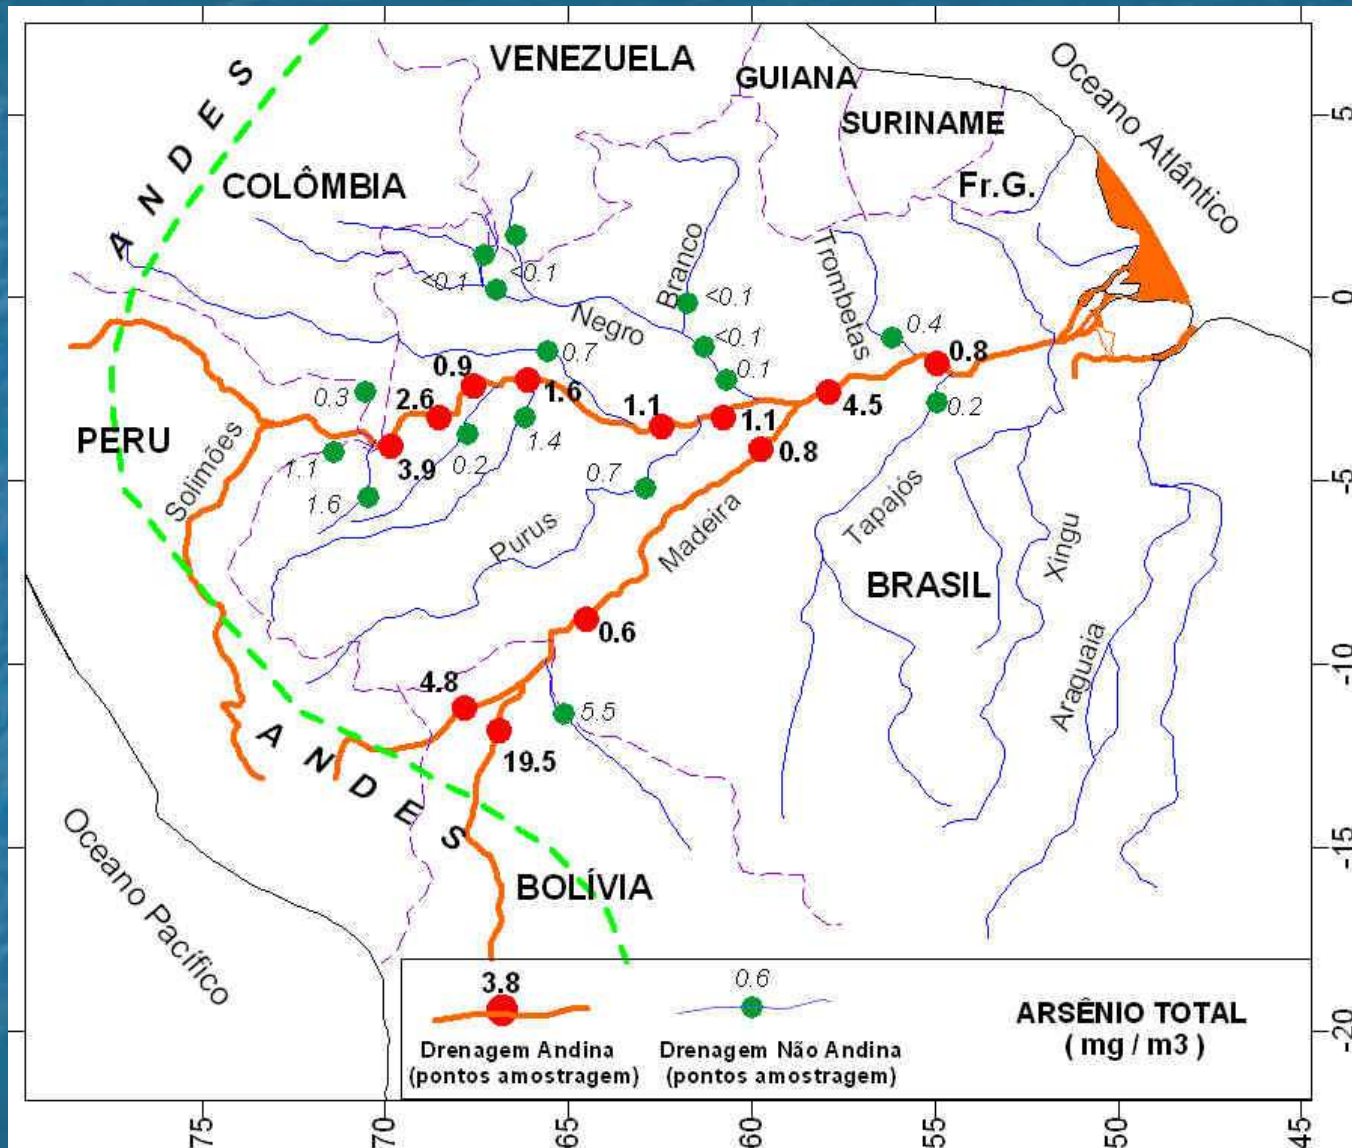 VENEZUELA
GUIANA
SURINAME
Fr.G.
Oceano Atlântico
ANDES
COLÔMBIA
<0.1
<0.1
Branco
<0.1
<0.1
0.1
Trombetas
0.4
Negro
0.7
0.9
1.6
0.8
0.3
2.6
1.1
1.1
4.5
0.2
PERU
Solimões
1.1
3.9
0.2
1.4
0.8
1.6
0.7
Purus
Madeira
Tapajós
BRASIL
Xingu
Araguaia
0.6
4.8
5.5
19.5
ANDES
BOLÍVIA
Oceano Pacífico
3.8
Drenagem Andina
(pontos amostragem)
0.6
Drenagem Não Andina
(pontos amostragem)
ARSÊNIO TOTAL
( mg / m3 )
-5
-0
-5
-10
-15
-20
75
70
65
60
55
50
45